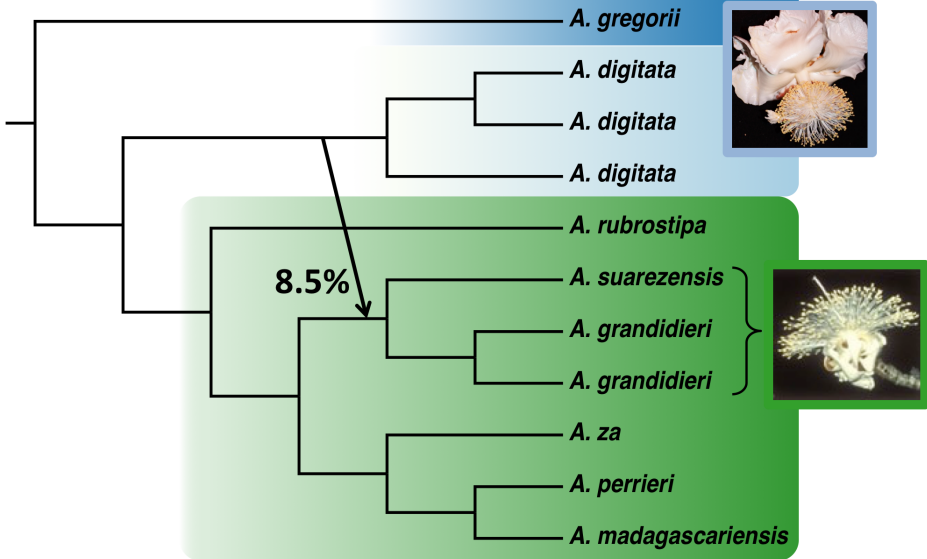 A. gregorii
A. digitata
A. digitata
A. digitata
A. rubrostipa
8.5%
A. suarezensis
A. grandidieri
A. grandidieri
A. za
A. perrieri
A. madagascariensis